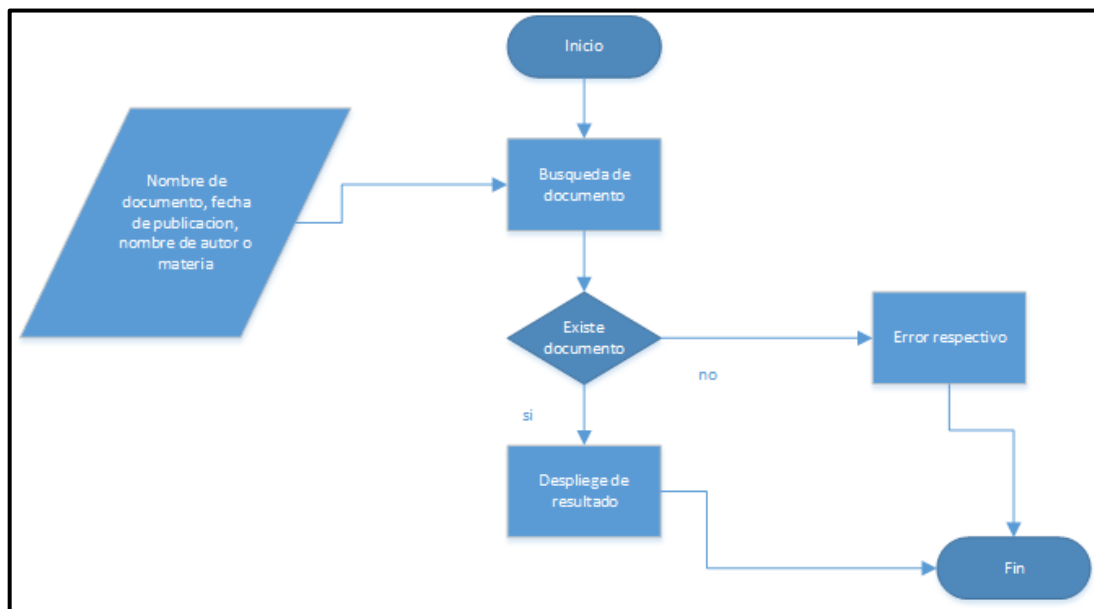 Inicio
Nombre de
documento, fecha
de publicacion,
nombre de autor o
materia
Busqueda de
documento
Existe
documento
no
Error respectivo
si
Despliege de
resultado
Fin